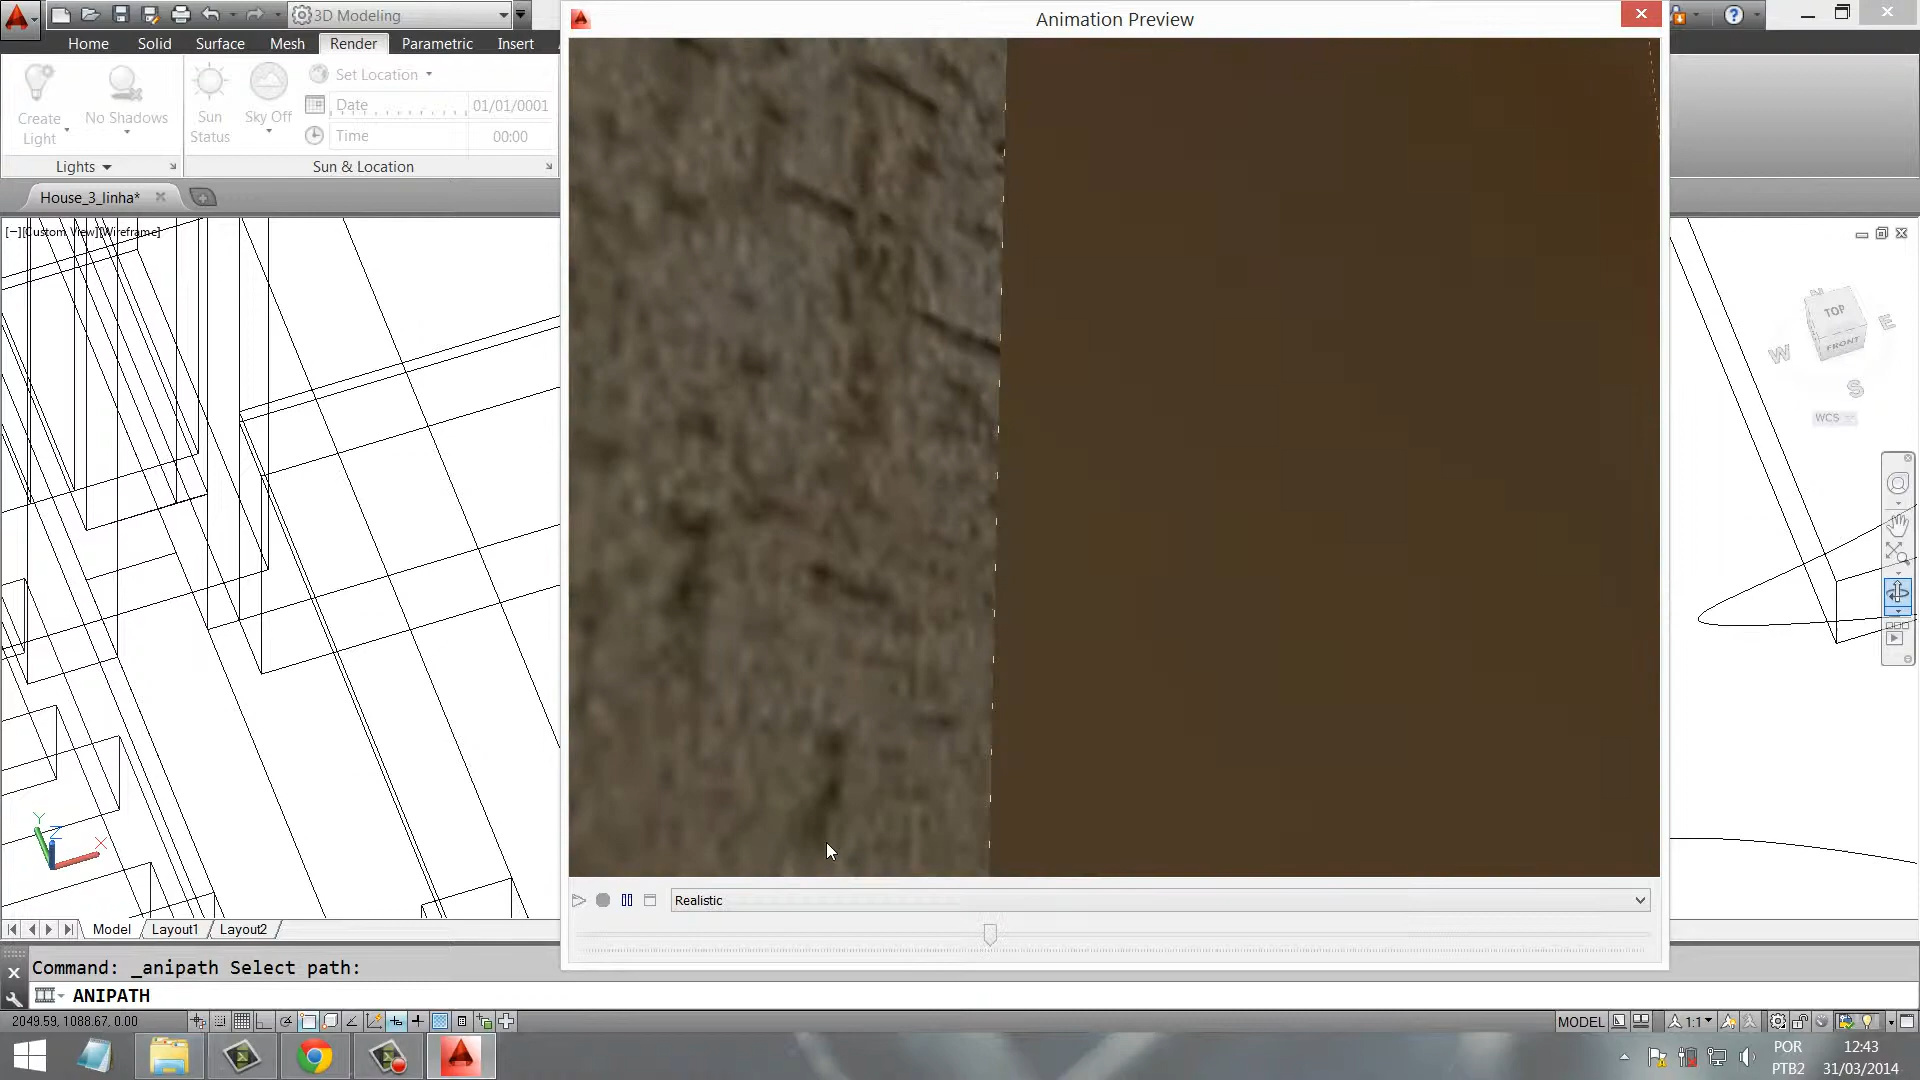 3D Modeling
Animation Preview
Home Solid Surface Mesh Render Parametric Insert
Create Light
No Shadows
Sun Status
Sky Off
Set Location
Date 01/01/0001
Time 00:00
Lights
Sun & Location
House_3_linha*
[−][Custom View][Wireframe]
TOP
FRONT
N
E
W
S
WCS
Y
Z
X
Realistic
Model Layout1 Layout2
Command: _anipath Select path:
ANIPATH
2049.59, 1088.67, 0.00
MODEL
1:1
POR
PTB2
12:43
31/03/2014